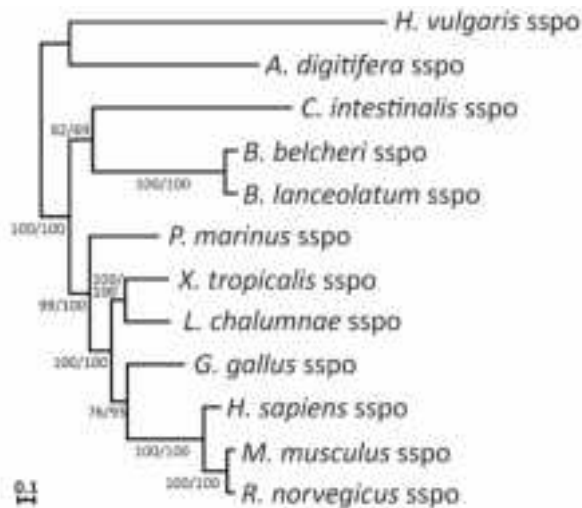 H. vulgaris sspo
A. digitifera sspo
C. intestinalis sspo
B. belcheri sspo
100/100
B. lanceolatum sspo
100/100
P. marinus sspo
X. tropicalis sspo
99/100
L. chalumnae sspo
100/100
G. gallus sspo
H. sapiens sspo
100/100
M. musculus sspo
100/100
0.1
R. norvegicus sspo